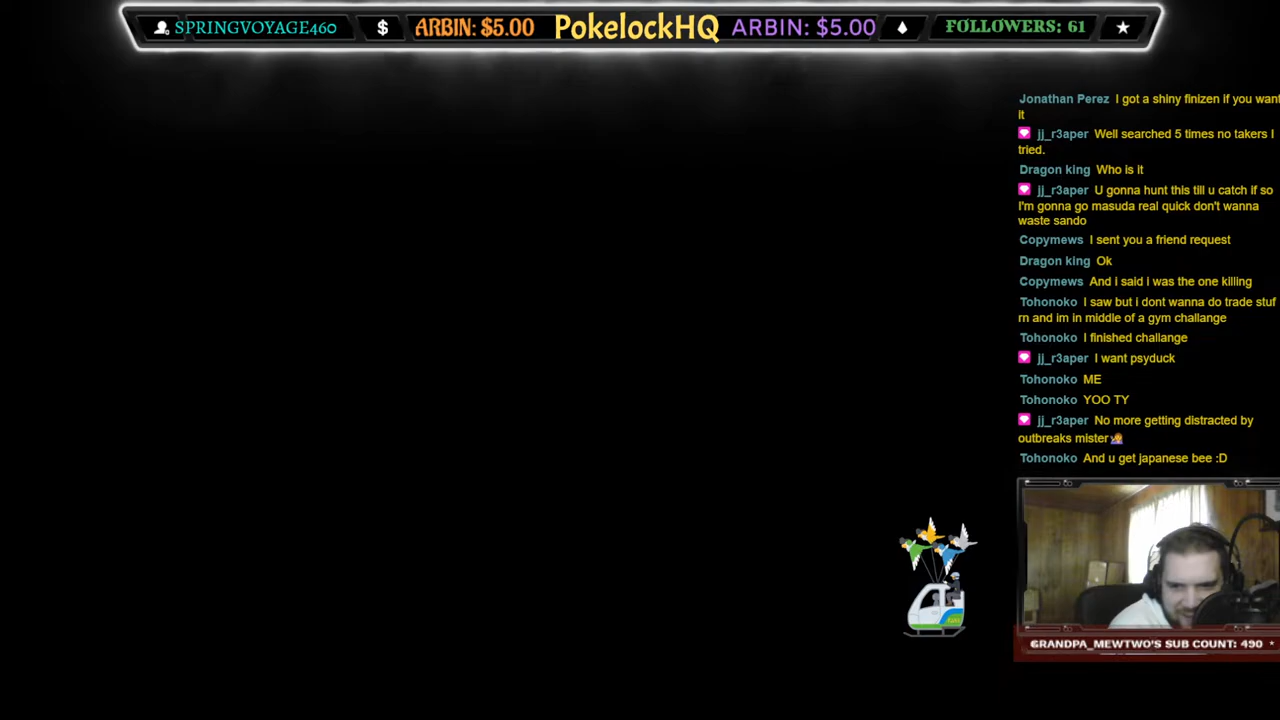 SPRINGVOYAGE460 $ ARBIN: $5.00 PokelockHQ ARBIN: $5.00 FOLLOWERS: 61
Jonathan Perez I got a shiny finizen if you want
it
jj_r3aper Well searched 5 times no takers I
tried.
Dragon king Who is it
jj_r3aper U gonna hunt this till u catch if so
I'm gonna go masuda real quick don't wanna
waste sando
Copymews I sent you a friend request
Dragon king Ok
Copymews And i said i was the one killing
Tohonoko I saw but i dont wanna do trade stuf
rn and im in middle of a gym challange
Tohonoko I finished challange
jj_r3aper I want psyduck
Tohonoko ME
Tohonoko YOO TY
jj_r3aper No more getting distracted by
outbreaks mister
Tohonoko And u get japanese bee :D
GRANDPA_MEWTWO'S SUB COUNT: 490 *